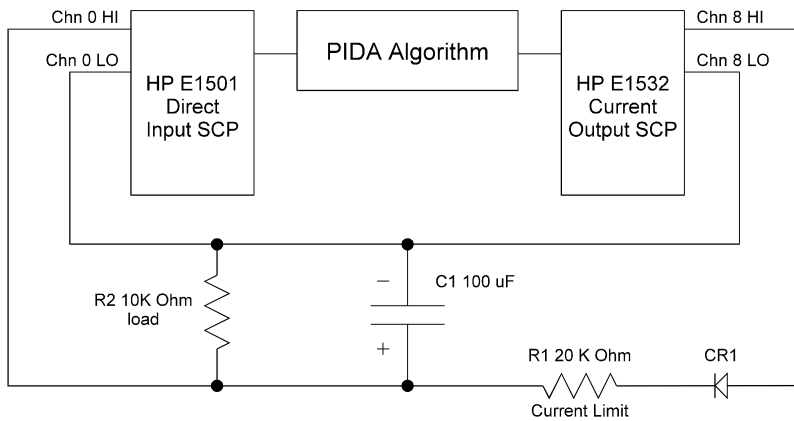 Chn 0 HI
Chn 0 LO
HP E1501
Direct
Input SCP
PIDA Algorithm
HP E1532
Current
Output SCP
Chn 8 HI
Chn 8 LO
R2 10K Ohm
load
−
C1 100 uF
+
R1 20 K Ohm
Current Limit
CR1